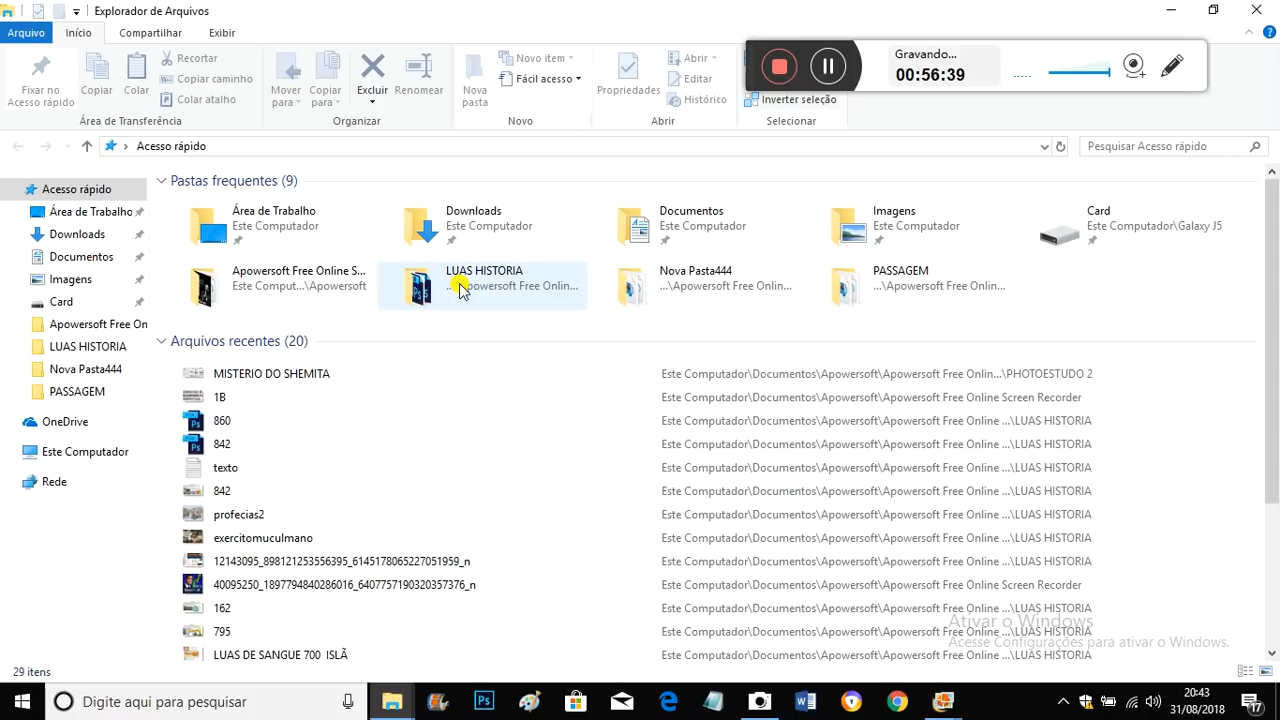 Explorador de Arquivos
Arquivo Início Compartilhar Exibir
Fixar no Acesso rápido
Copiar
Colar
Recortar
Copiar caminho
Colar atalho
Mover para
Copiar para
Excluir
Renomear
Nova pasta
Novo item
Fácil acesso
Propriedades
Abrir
Editar
Histórico
Inverter seleção
Gravando...
00:56:39
Área de Transferência Organizar Novo Abrir Selecionar
Acesso rápido
Pesquisar Acesso rápido
Acesso rápido
Área de Trabalho
Downloads
Documentos
Imagens
Card
Apowersoft Free On
LUAS HISTORIA
Nova Pasta444
PASSAGEM
OneDrive
Este Computador
Rede
Pastas frequentes (9)
Área de Trabalho
Este Computador
Downloads
Este Computador
Documentos
Este Computador
Imagens
Este Computador
Card
Este Computador\Galaxy J5
Apowersoft Free Online S...
Este Comput...\Apowersoft
LUAS HISTORIA
...\Apowersoft Free Onlin...
Nova Pasta444
...\Apowersoft Free Onlin...
PASSAGEM
...\Apowersoft Free Onlin...
Arquivos recentes (20)
MISTERIO DO SHEMITA Este Computador\Documentos\Apowersoft\Apowersoft Free Onlin...\PHOTOESTUDO 2
1B Este Computador\Documentos\Apowersoft\Apowersoft Free Online Screen Recorder
860 Este Computador\Documentos\Apowersoft\Apowersoft Free Online ...\LUAS HISTORIA
842 Este Computador\Documentos\Apowersoft\Apowersoft Free Online ...\LUAS HISTORIA
texto Este Computador\Documentos\Apowersoft\Apowersoft Free Online ...\LUAS HISTORIA
842 Este Computador\Documentos\Apowersoft\Apowersoft Free Online ...\LUAS HISTORIA
profecias2 Este Computador\Documentos\Apowersoft\Apowersoft Free Online ...\LUAS HISTORIA
exercitomuculmano Este Computador\Documentos\Apowersoft\Apowersoft Free Online ...\LUAS HISTORIA
12143095_898121253556395_6145178065227051959_n Este Computador\Documentos\Apowersoft\Apowersoft Free Online ...\LUAS HISTORIA
40095250_1897794840286016_6407757190320357376_n Este Computador\Documentos\Apowersoft\Apowersoft Free Online Screen Recorder
162 Este Computador\Documentos\Apowersoft\Apowersoft Free Online ...\LUAS HISTORIA
795 Este Computador\Documentos\Apowersoft\Apowersoft Free Online ...\LUAS HISTORIA
LUAS DE SANGUE 700 ISLÃ Este Computador\Documentos\Apowersoft\Apowersoft Free Online ...\LUAS HISTORIA
Ativar o Windows
Acesse Configurações para ativar o Windows.
29 itens
Digite aqui para pesquisar
Ps
20:43
31/08/2018
17